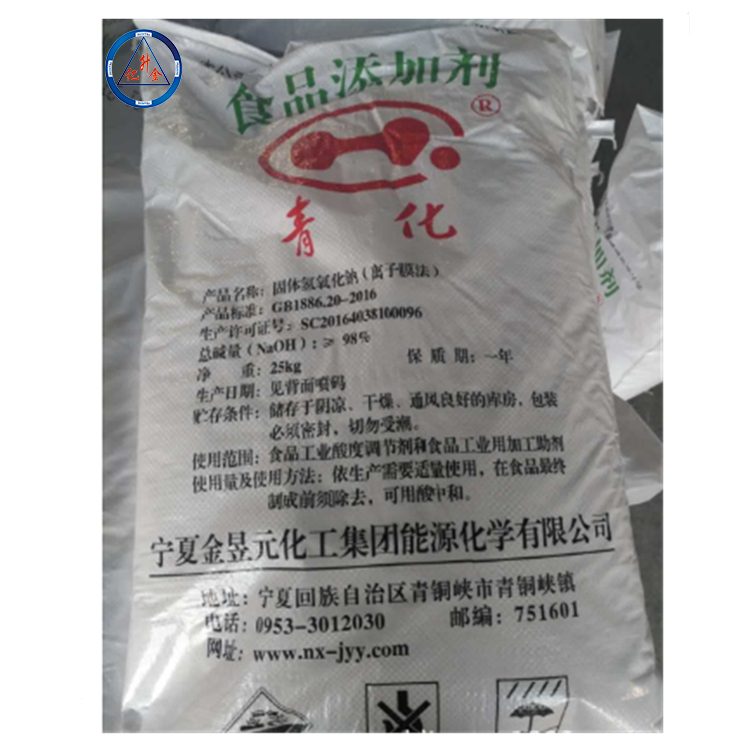 升
化金
食品添加剂
®
青化
产品名称：固体氢氧化钠（离子膜法）
产品标准：GB1886.20-2016
生产许可证号：SC20164038100096
总碱量（NaOH）：≥98%
净 重：25kg 保 质 期：一年
生产日期：见背面喷码
贮存条件：储存于阴凉、干燥、通风良好的库房，包装
必须密封，切勿受潮。
使用范围：食品工业酸度调节剂和食品工业用加工助剂
使用量及使用方法：依生产需要适量使用，在食品最终
制成前须除去，可用酸中和。
宁夏金昱元化工集团能源化学有限公司
地址：宁夏回族自治区青铜峡市青铜峡镇
电话：0953-3012030 邮编：751601
网址：www.nx-jyy.com
加剂